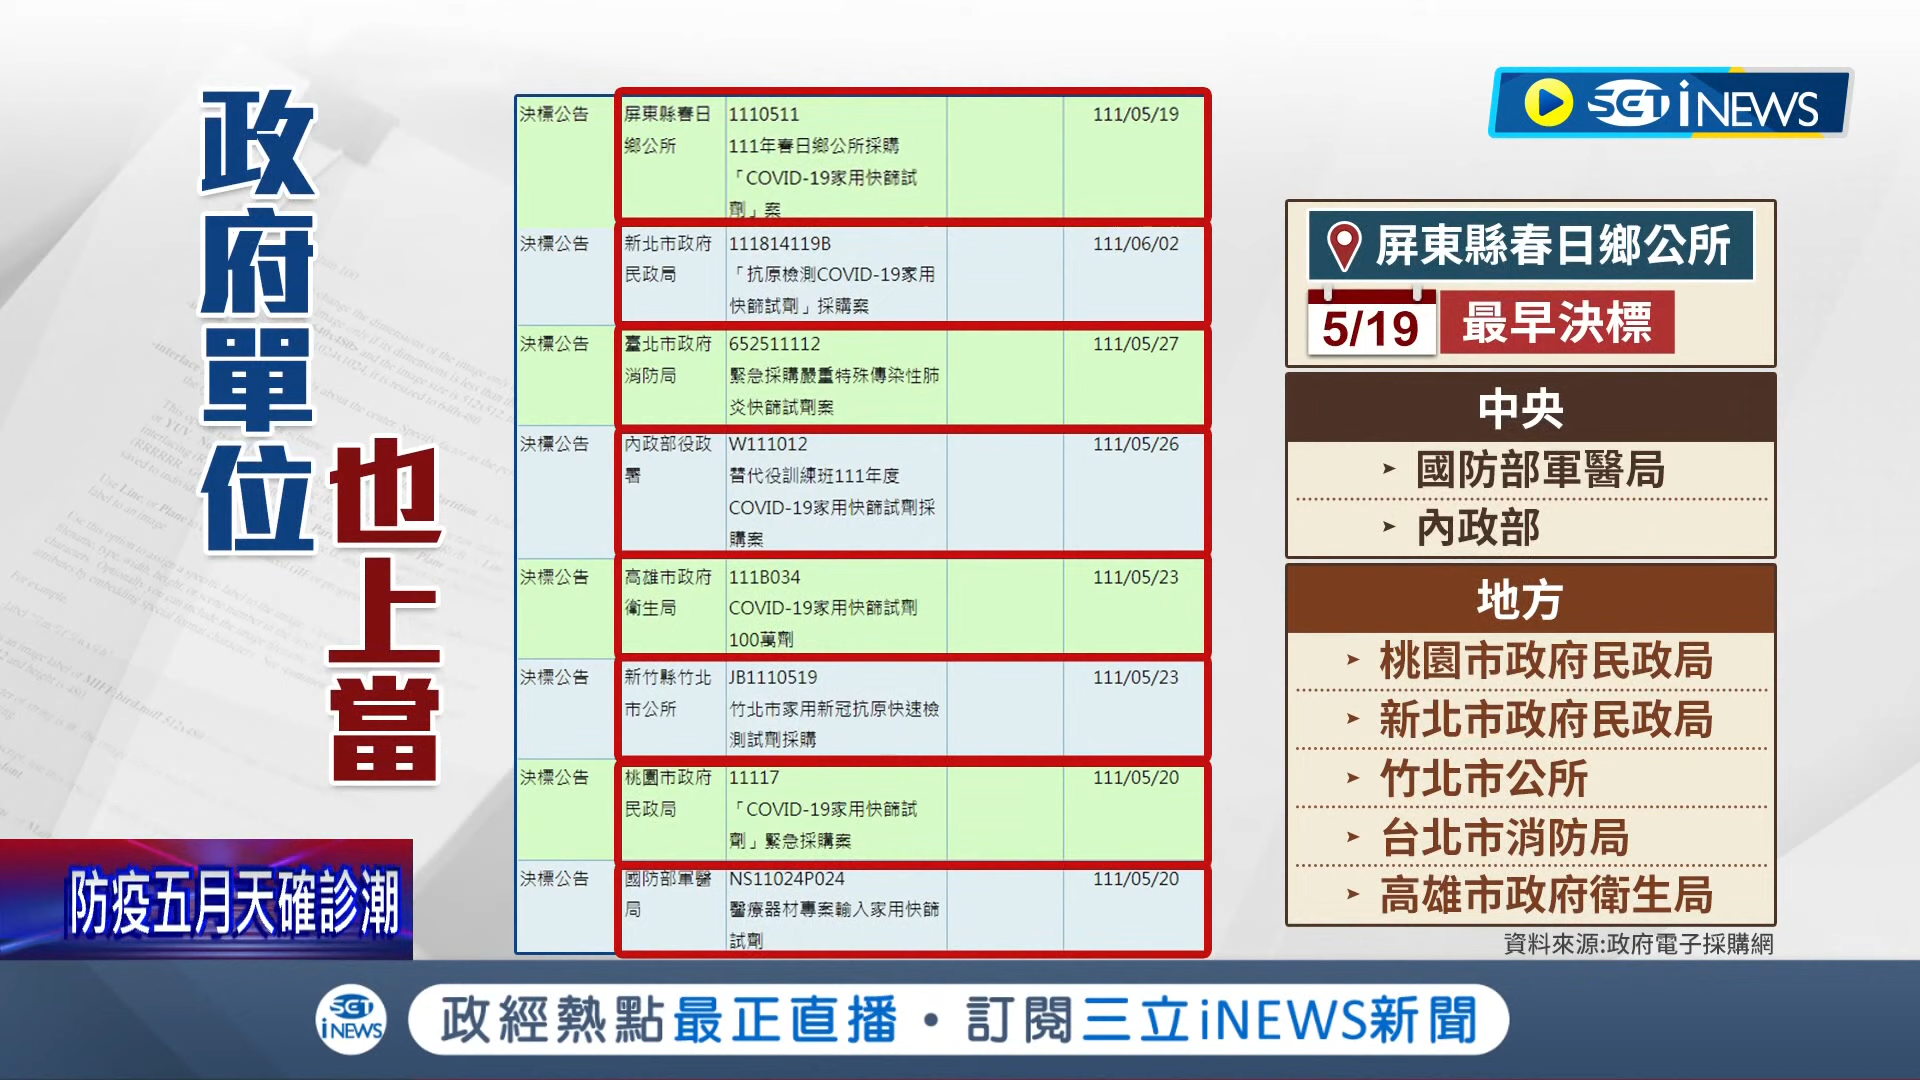 政府單位
也上當
SET iNEWS
決標公告 屏東縣春日 1110511 111/05/19
鄉公所 111年春日鄉公所採購
「COVID-19家用快篩試
劑」案
決標公告 新北市政府 111814119B 111/06/02
民政局 「抗原檢測COVID-19家用
快篩試劑」採購案
決標公告 臺北市政府 652511112 111/05/27
消防局 緊急採購嚴重特殊傳染性肺
炎快篩試劑案
決標公告 內政部役政 W111012 111/05/26
署 替代役訓練班111年度
COVID-19家用快篩試劑採
購案
決標公告 高雄市政府 111B034 111/05/23
衛生局 COVID-19家用快篩試劑
100萬劑
決標公告 新竹縣竹北 JB1110519 111/05/23
市公所 竹北市家用新冠抗原快速檢
測試劑採購
決標公告 桃園市政府 11117 111/05/20
民政局 「COVID-19家用快篩試
劑」緊急採購案
決標公告 國防部軍醫 NS11024P024 111/05/20
局 醫療器材專案輸入家用快篩
試劑
屏東縣春日鄉公所
5/19 最早決標
中央
國防部軍醫局
內政部
地方
桃園市政府民政局
新北市政府民政局
竹北市公所
台北市消防局
高雄市政府衛生局
資料來源:政府電子採購網
防疫五月天確診潮
SET iNEWS
政經熱點最正直播・訂閱三立iNEWS新聞